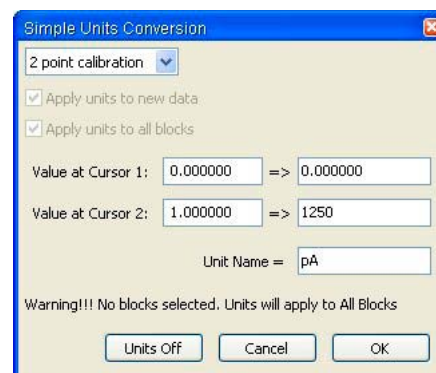 Simple Units Conversion
2 point calibration
Apply units to new data
Apply units to all blocks
Value at Cursor 1: 0.000000 => 0.000000
Value at Cursor 2: 1.000000 => 1250
Unit Name = pA
Warning!!! No blocks selected. Units will apply to All Blocks
Units Off Cancel OK